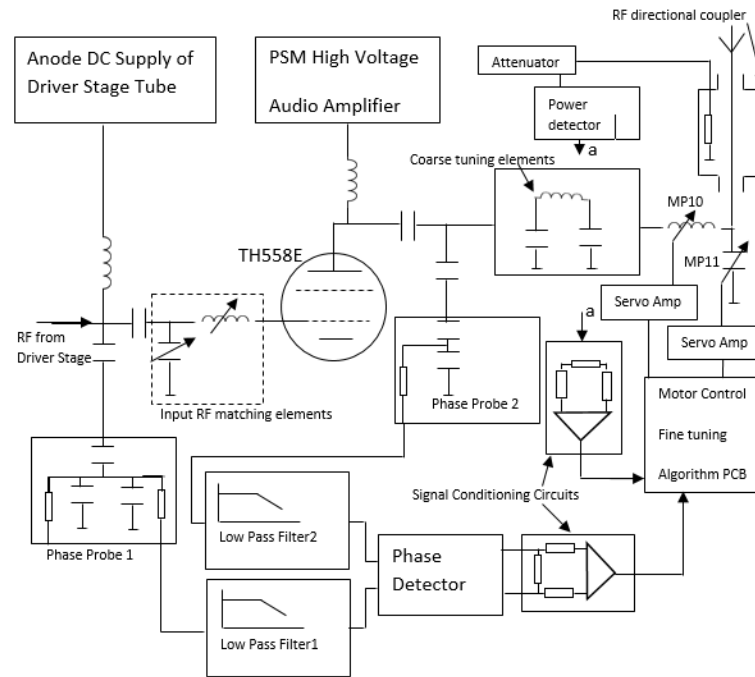 RF directional coupler
Anode DC Supply of
Driver Stage Tube
PSM High Voltage
Audio Amplifier
Attenuator
Power
detector
a
Coarse tuning elements
MP10
TH558E
MP11
Servo Amp
a
RF from
Driver Stage
Servo Amp
Input RF matching elements
Phase Probe 2
Motor Control
Fine tuning
Algorithm PCB
Signal Conditioning Circuits
Low Pass Filter2
Phase Probe 1
Phase
Detector
Low Pass Filter1